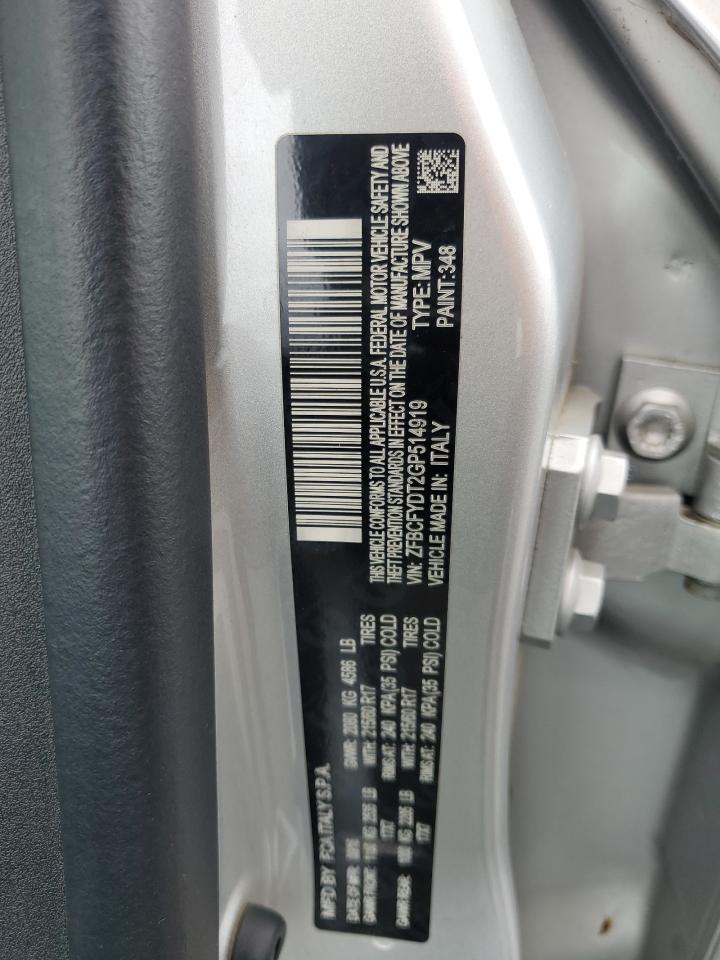 MFD BY FCA ITALY S.P.A.
GVWR: 2080 KG 4586 LB
WITH: 215/60 R17 TIRES
RIMS AT: 240 KPA(35 PSI) COLD
KG LB
WITH: 215/60 R17 TIRES
17X7 RIMS AT: 240 KPA(35 PSI) COLD
THIS VEHICLE CONFORMS TO ALL APPLICABLE U.S.A. FEDERAL MOTOR VEHICLE SAFETY AND
THEFT PREVENTION STANDARDS IN EFFECT ON THE DATE OF MANUFACTURE SHOWN ABOVE
VIN: ZFBCFYDT2GP514919 TYPE: MPV
VEHICLE MADE IN: ITALY PAINT:348